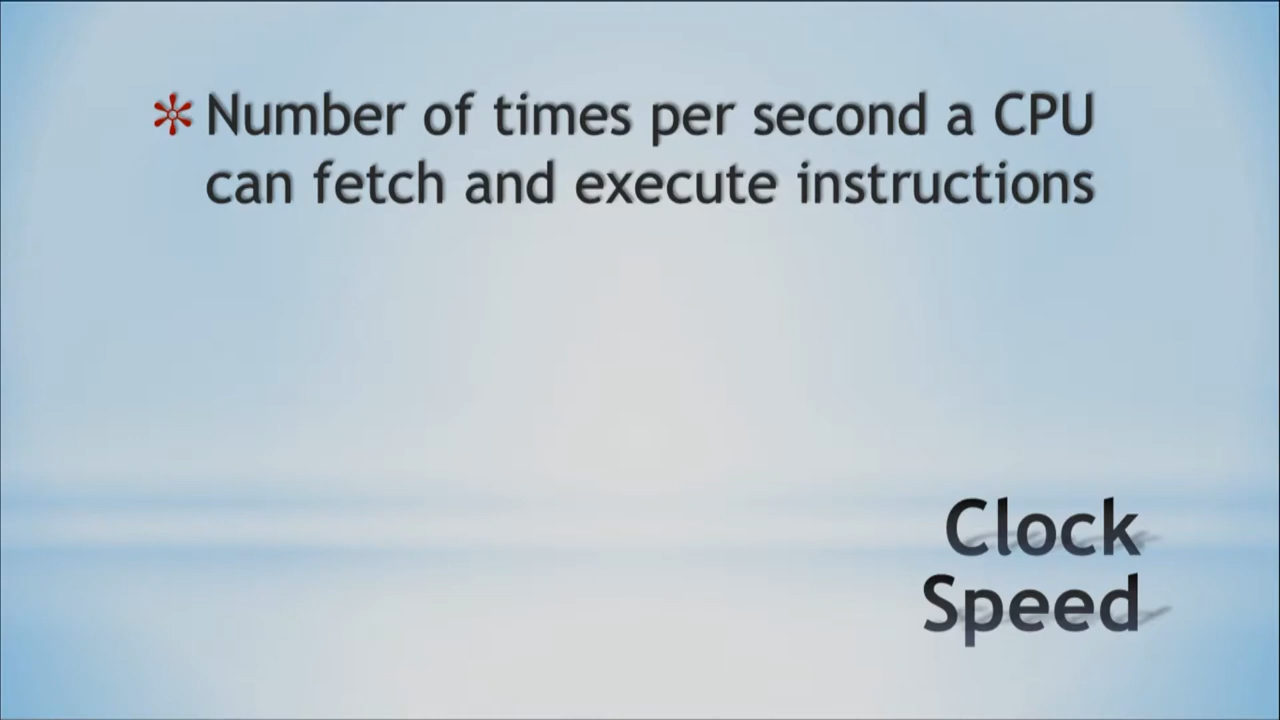 * Number of times per second a CPU
can fetch and execute instructions
Clock
Speed